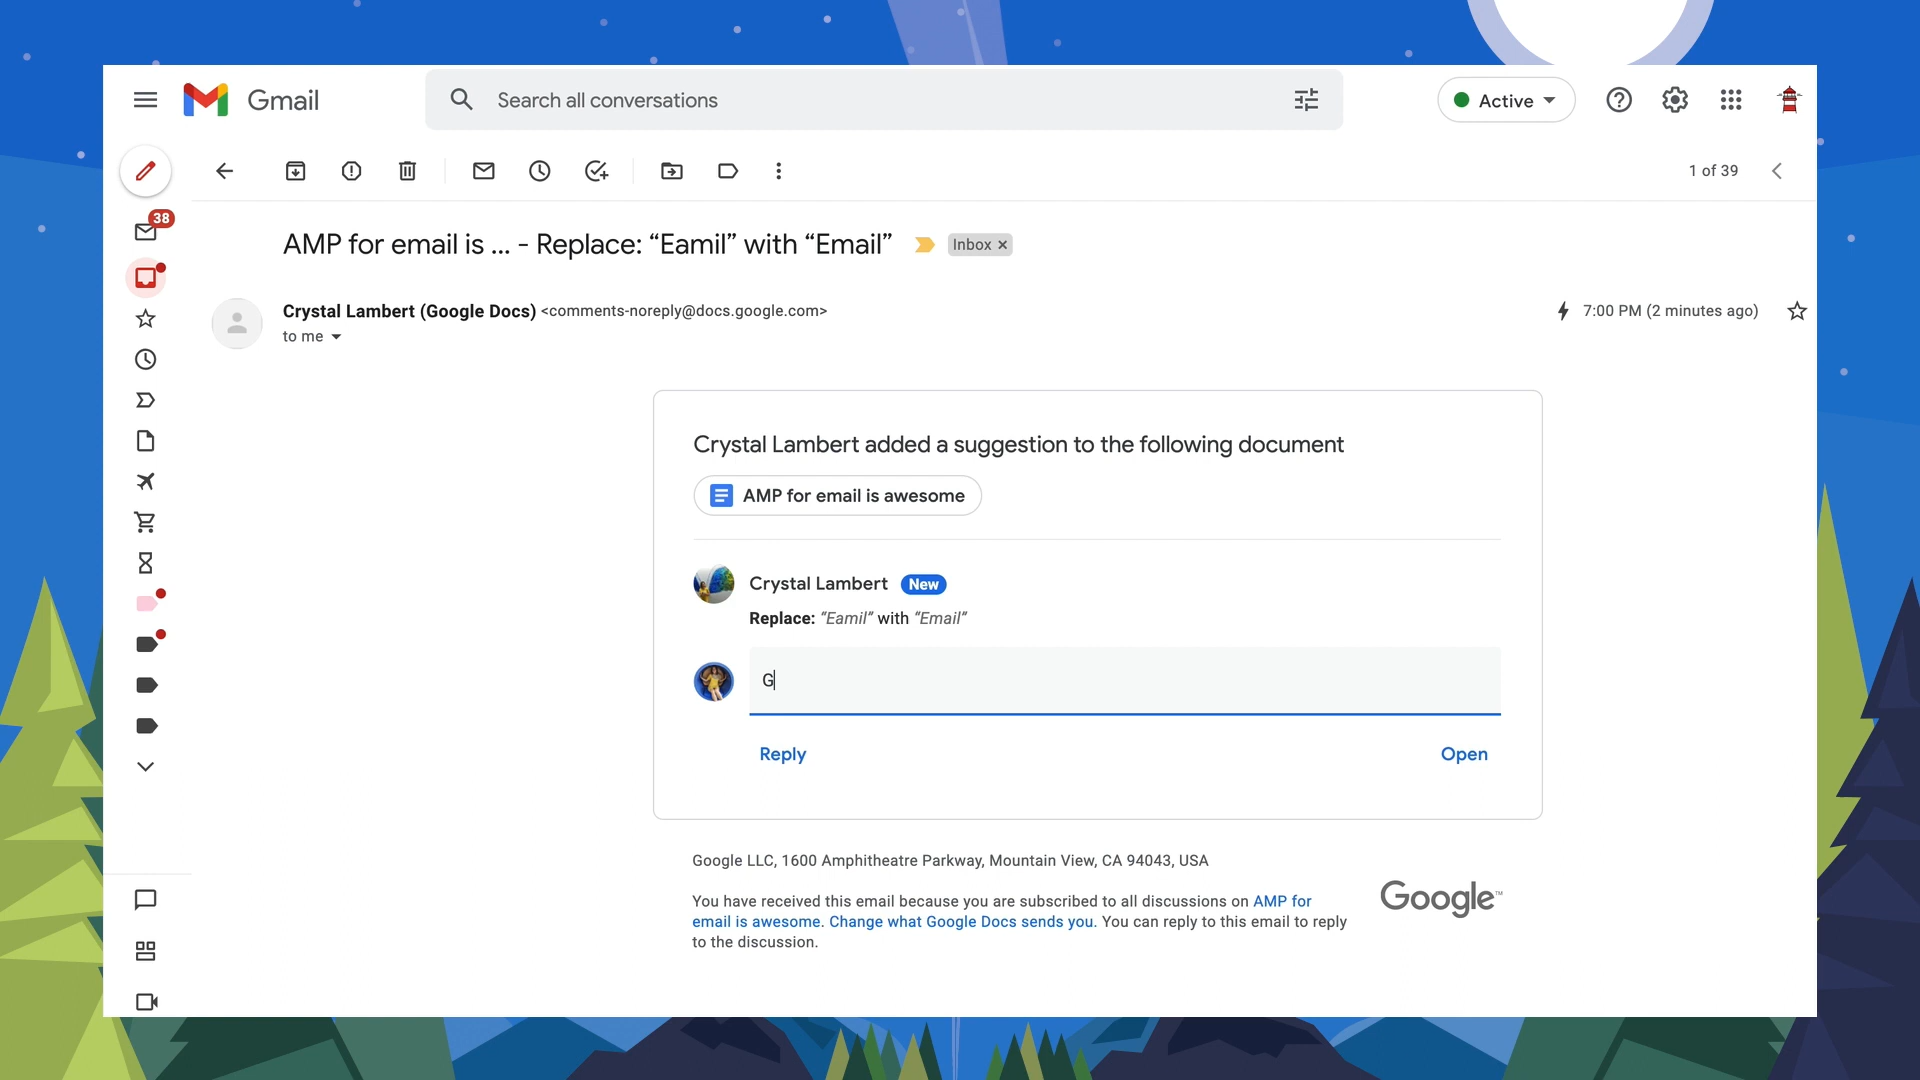 Gmail
Search all conversations
Active
1 of 39
38
AMP for email is ... - Replace: “Eamil” with “Email”
Inbox ×
Crystal Lambert (Google Docs) <comments-noreply@docs.google.com>
7:00 PM (2 minutes ago)
to me
Crystal Lambert added a suggestion to the following document
AMP for email is awesome
Crystal Lambert New
Replace: “Eamil” with “Email”
G
Reply
Open
Google LLC, 1600 Amphitheatre Parkway, Mountain View, CA 94043, USA
You have received this email because you are subscribed to all discussions on AMP for
email is awesome. Change what Google Docs sends you. You can reply to this email to reply
to the discussion.
Google™